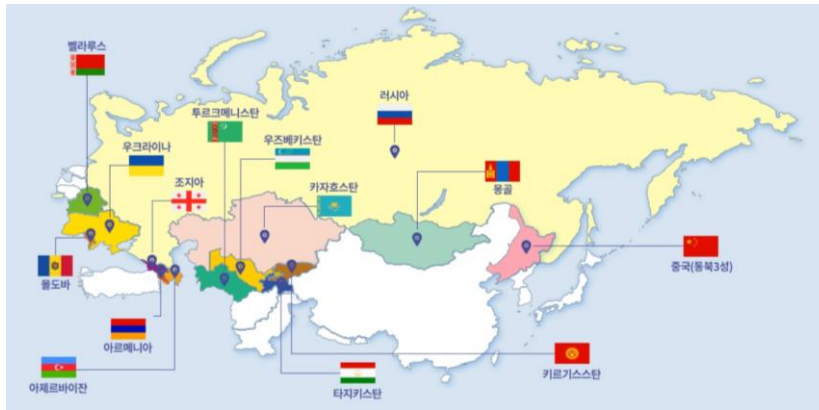 벨라루스
투르크메니스탄
러시아
우크라이나
우즈베키스탄
조지아
카자흐스탄
몽골
몰도바
중국(동북3성)
아르메니아
아제르바이잔
타지키스탄
키르기스스탄